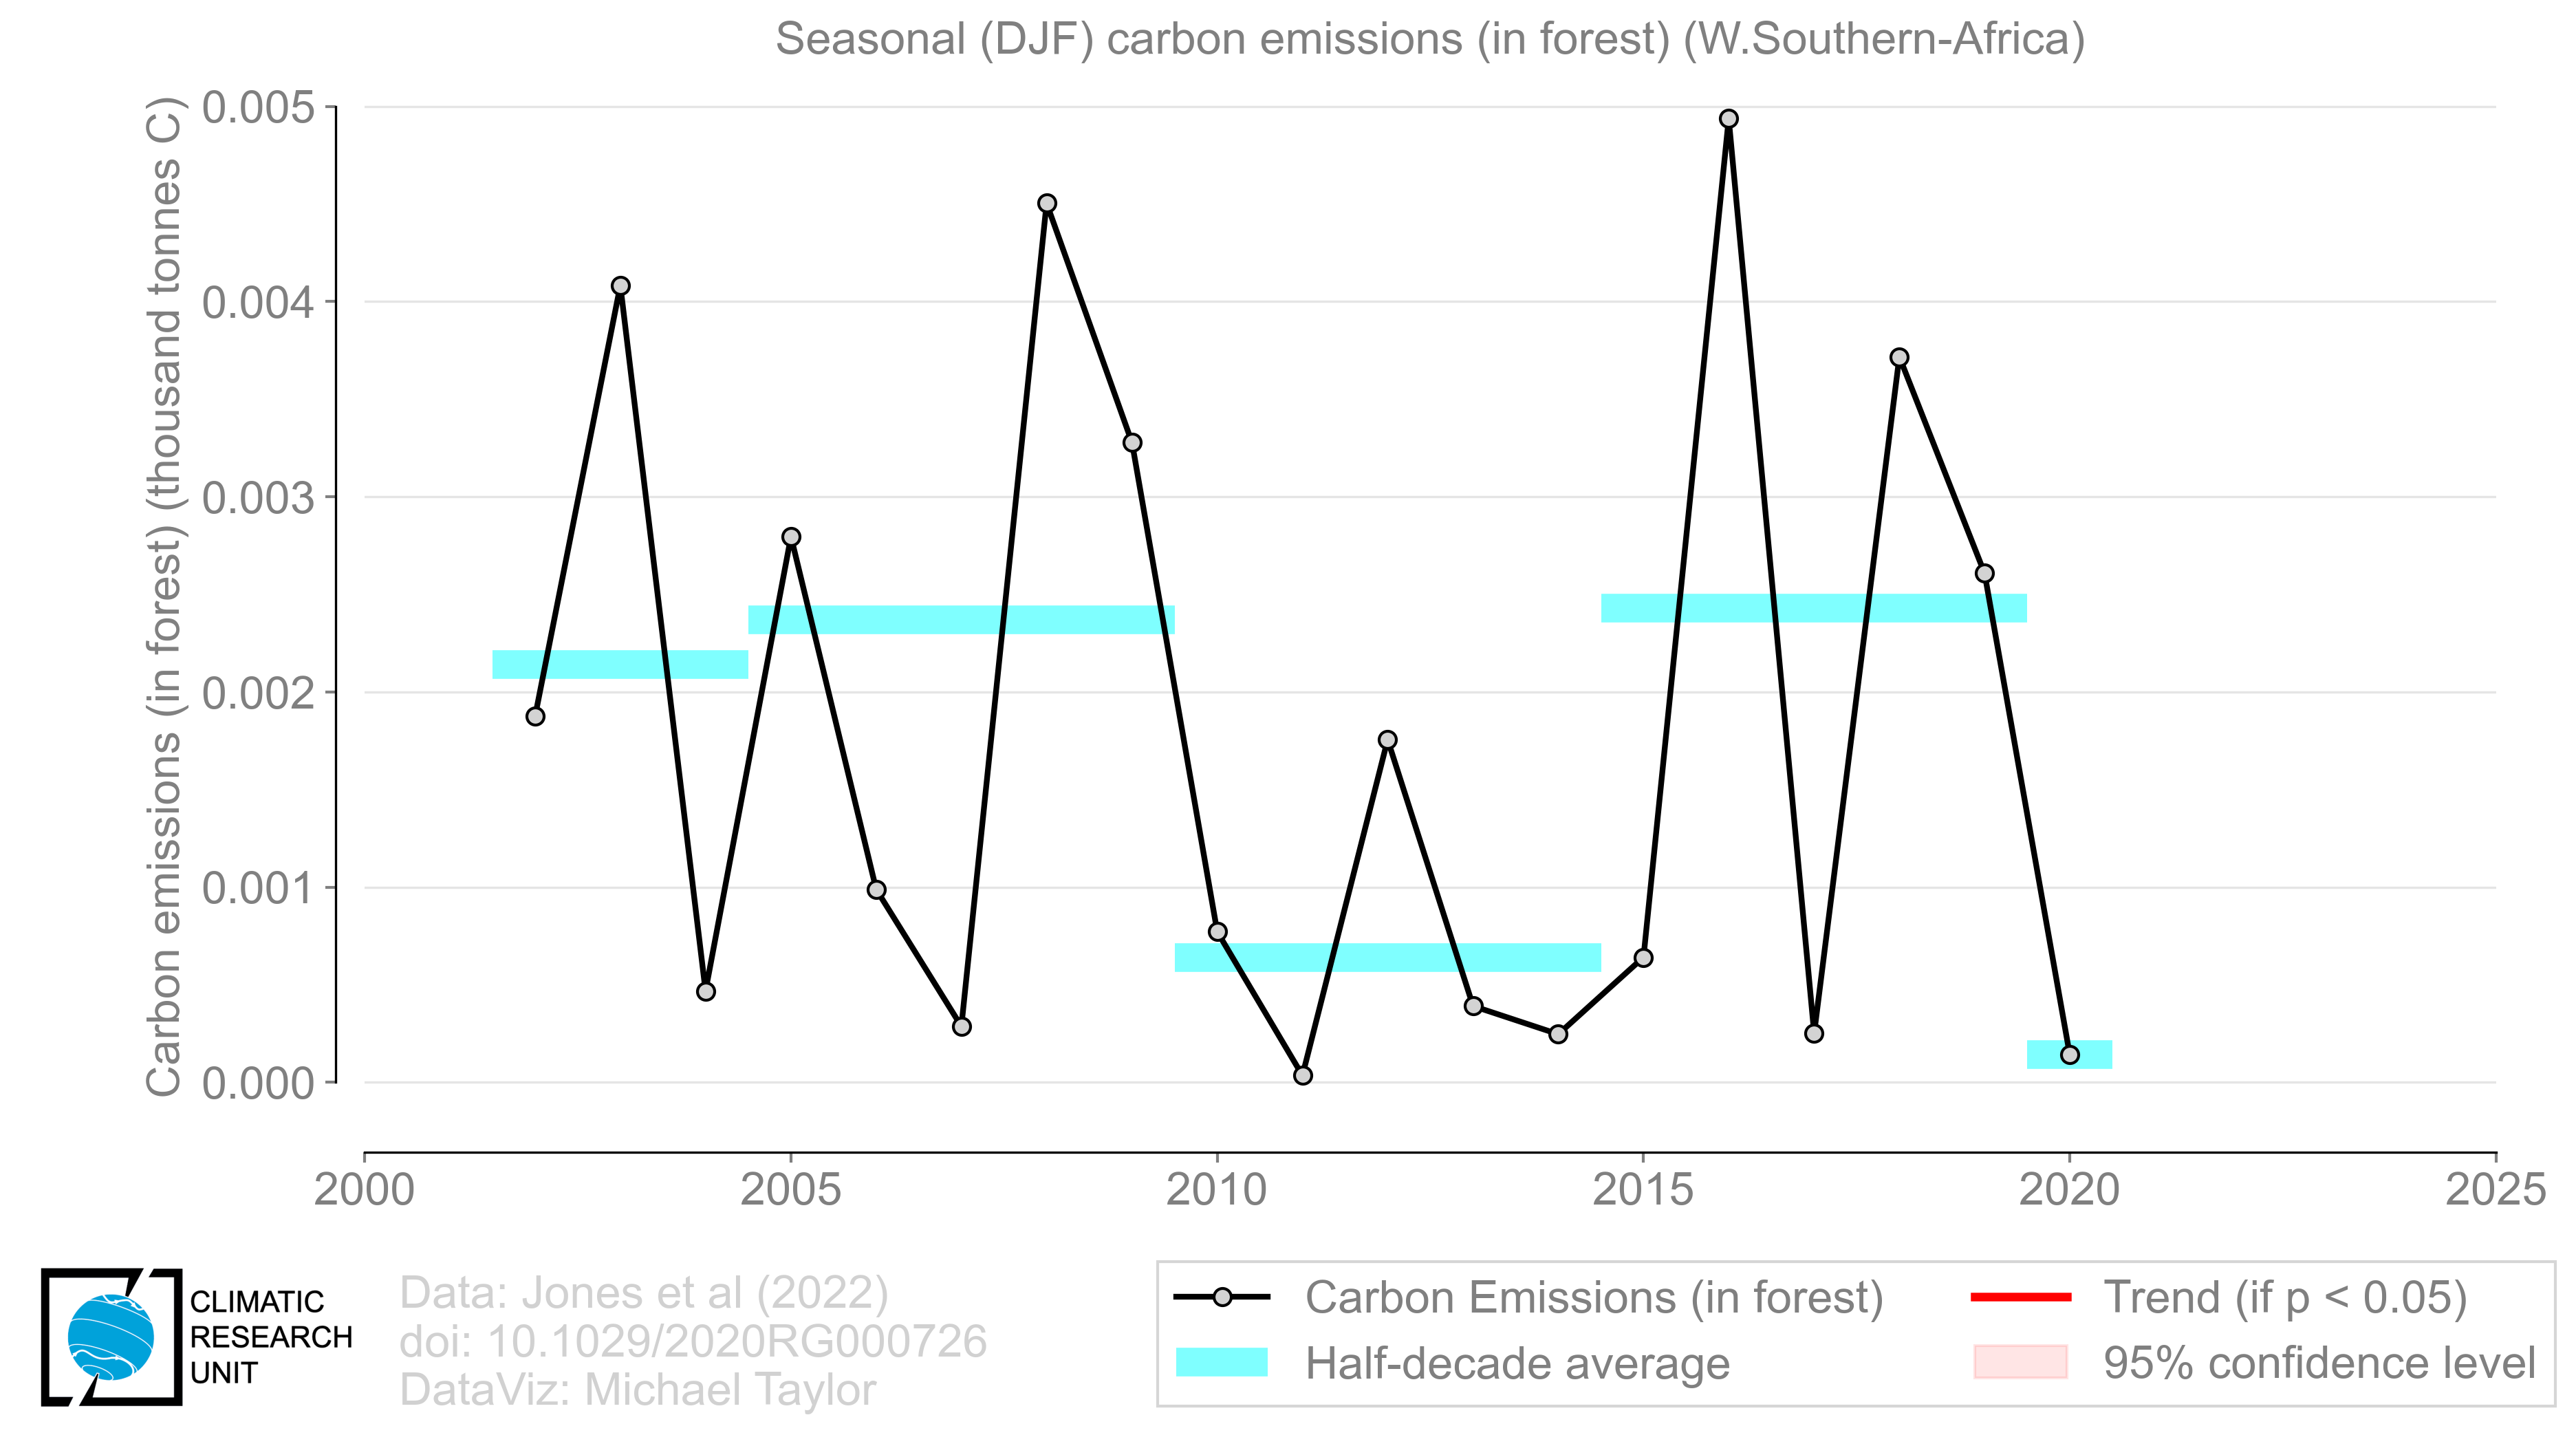 Seasonal (DJF) carbon emissions (in forest) (W.Southern-Africa)
Carbon emissions (in forest) (thousand tonnes C)
0.005
0.004
0.003
0.002
0.001
0.000
2000
2005
2010
2015
2020
2025
CLIMATIC
RESEARCH
UNIT
Data: Jones et al (2022)
doi: 10.1029/2020RG000726
DataViz: Michael Taylor
Carbon Emissions (in forest)
Half-decade average
Trend (if p < 0.05)
95% confidence level